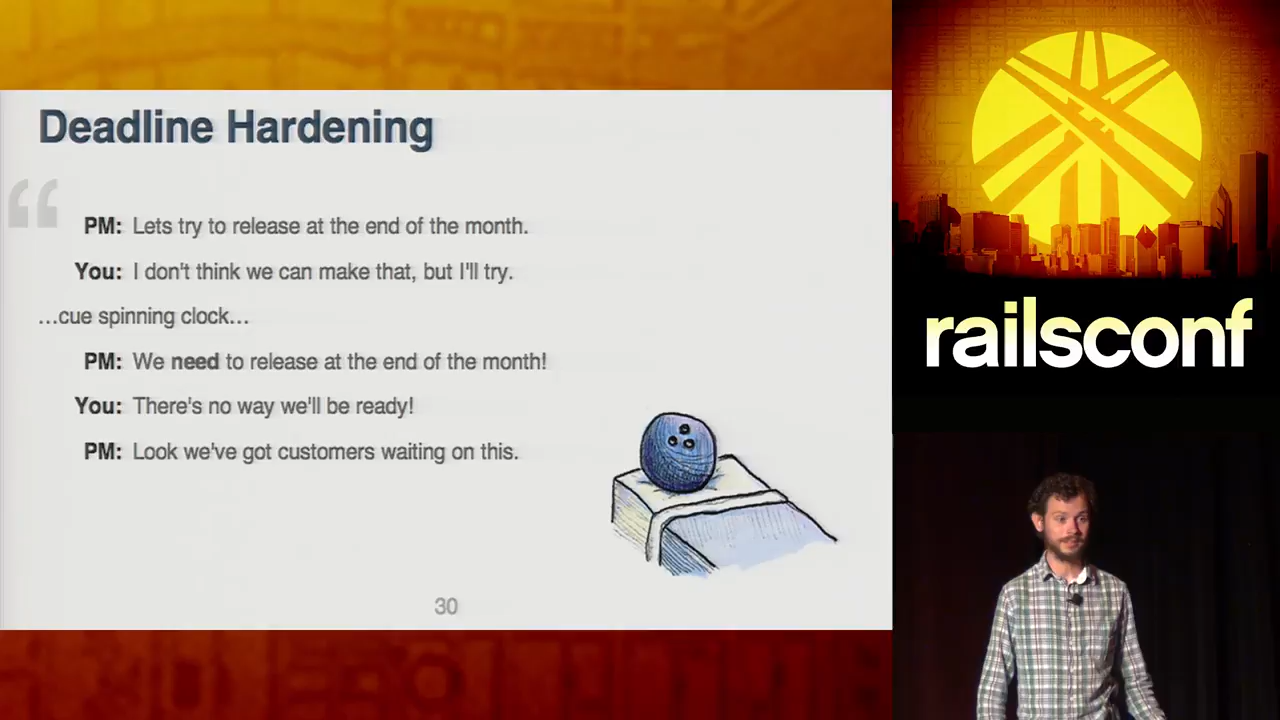 Deadline Hardening
“
PM: Lets try to release at the end of the month.
You: I don't think we can make that, but I'll try.
...cue spinning clock...
PM: We need to release at the end of the month!
You: There's no way we'll be ready!
PM: Look we've got customers waiting on this.
30
railsconf